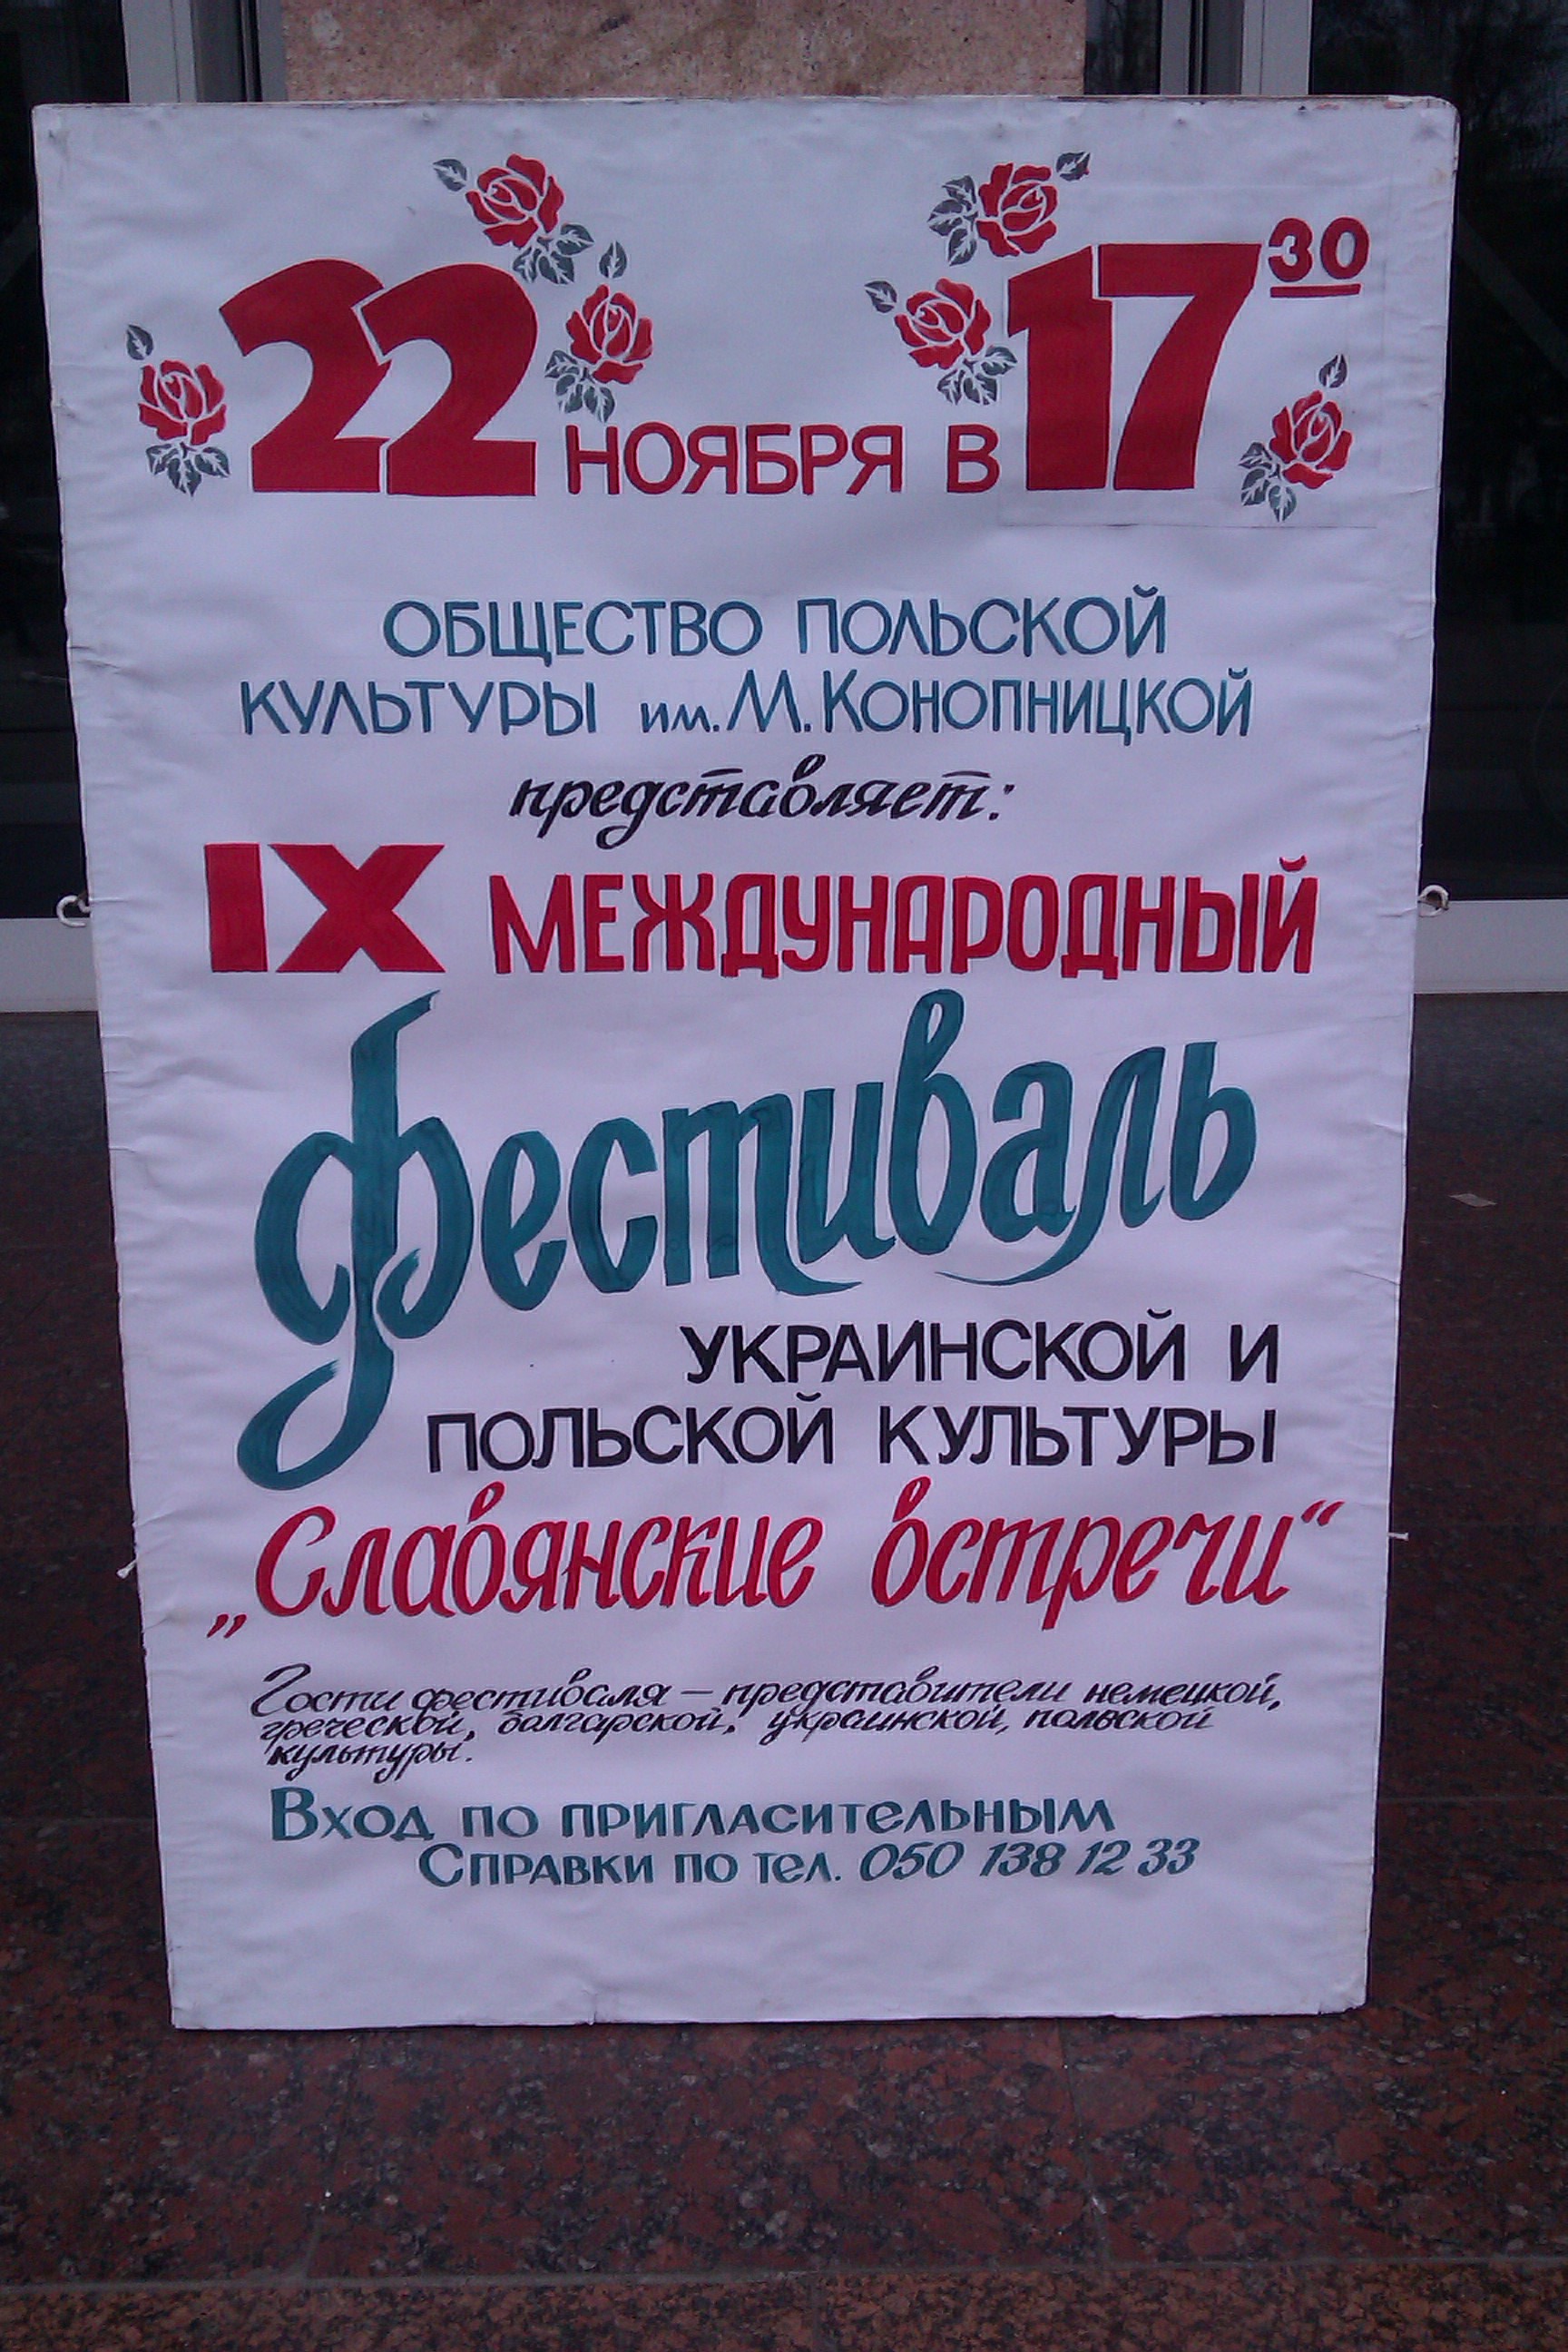 22 НОЯБРЯ В 17 30
ОБЩЕСТВО ПОЛЬСКОЙ
КУЛЬТУРЫ им. М. КОНОПНИЦКОЙ
представляет:
IX МЕЖДУНАРОДНЫЙ
фестиваль
УКРАИНСКОЙ И
ПОЛЬСКОЙ КУЛЬТУРЫ
„Славянские встречи“
Гости фестиваля – представители немецкой,
греческой, болгарской, украинской, польской
культуры.
Вход по пригласительным
Справки по тел. 050 138 12 33